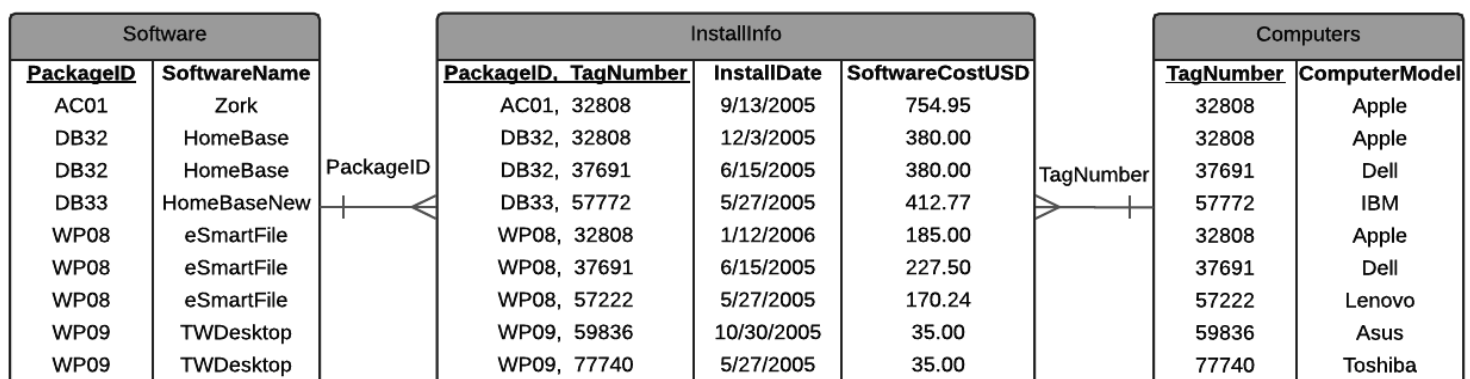 Software InstallInfo Computers
PackageID SoftwareName PackageID, TagNumber InstallDate SoftwareCostUSD TagNumber ComputerModel
AC01 Zork AC01, 32808 9/13/2005 754.95 32808 Apple
DB32 HomeBase DB32, 32808 12/3/2005 380.00 32808 Apple
DB32 HomeBase PackageID DB32, 37691 6/15/2005 380.00 TagNumber 37691 Dell
DB33 HomeBaseNew DB33, 57772 5/27/2005 412.77 57772 IBM
WP08 eSmartFile WP08, 32808 1/12/2006 185.00 32808 Apple
WP08 eSmartFile WP08, 37691 6/15/2005 227.50 37691 Dell
WP08 eSmartFile WP08, 57222 5/27/2005 170.24 57222 Lenovo
WP09 TWDesktop WP09, 59836 10/30/2005 35.00 59836 Asus
WP09 TWDesktop WP09, 77740 5/27/2005 35.00 77740 Toshiba